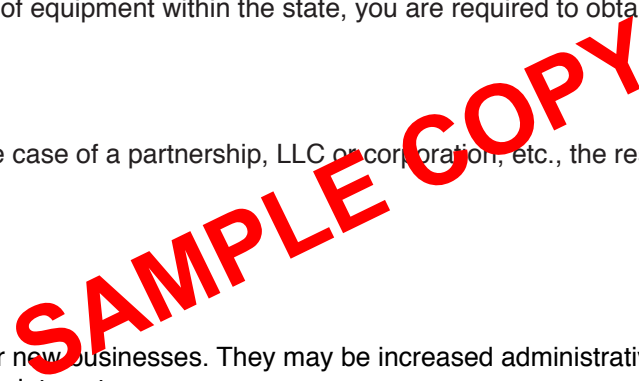 of equipment within the state, you are required to obta
case of a partnership, LLC or corporation, etc., the re
SAMPLE COPY
new businesses. They may be increased administrativ